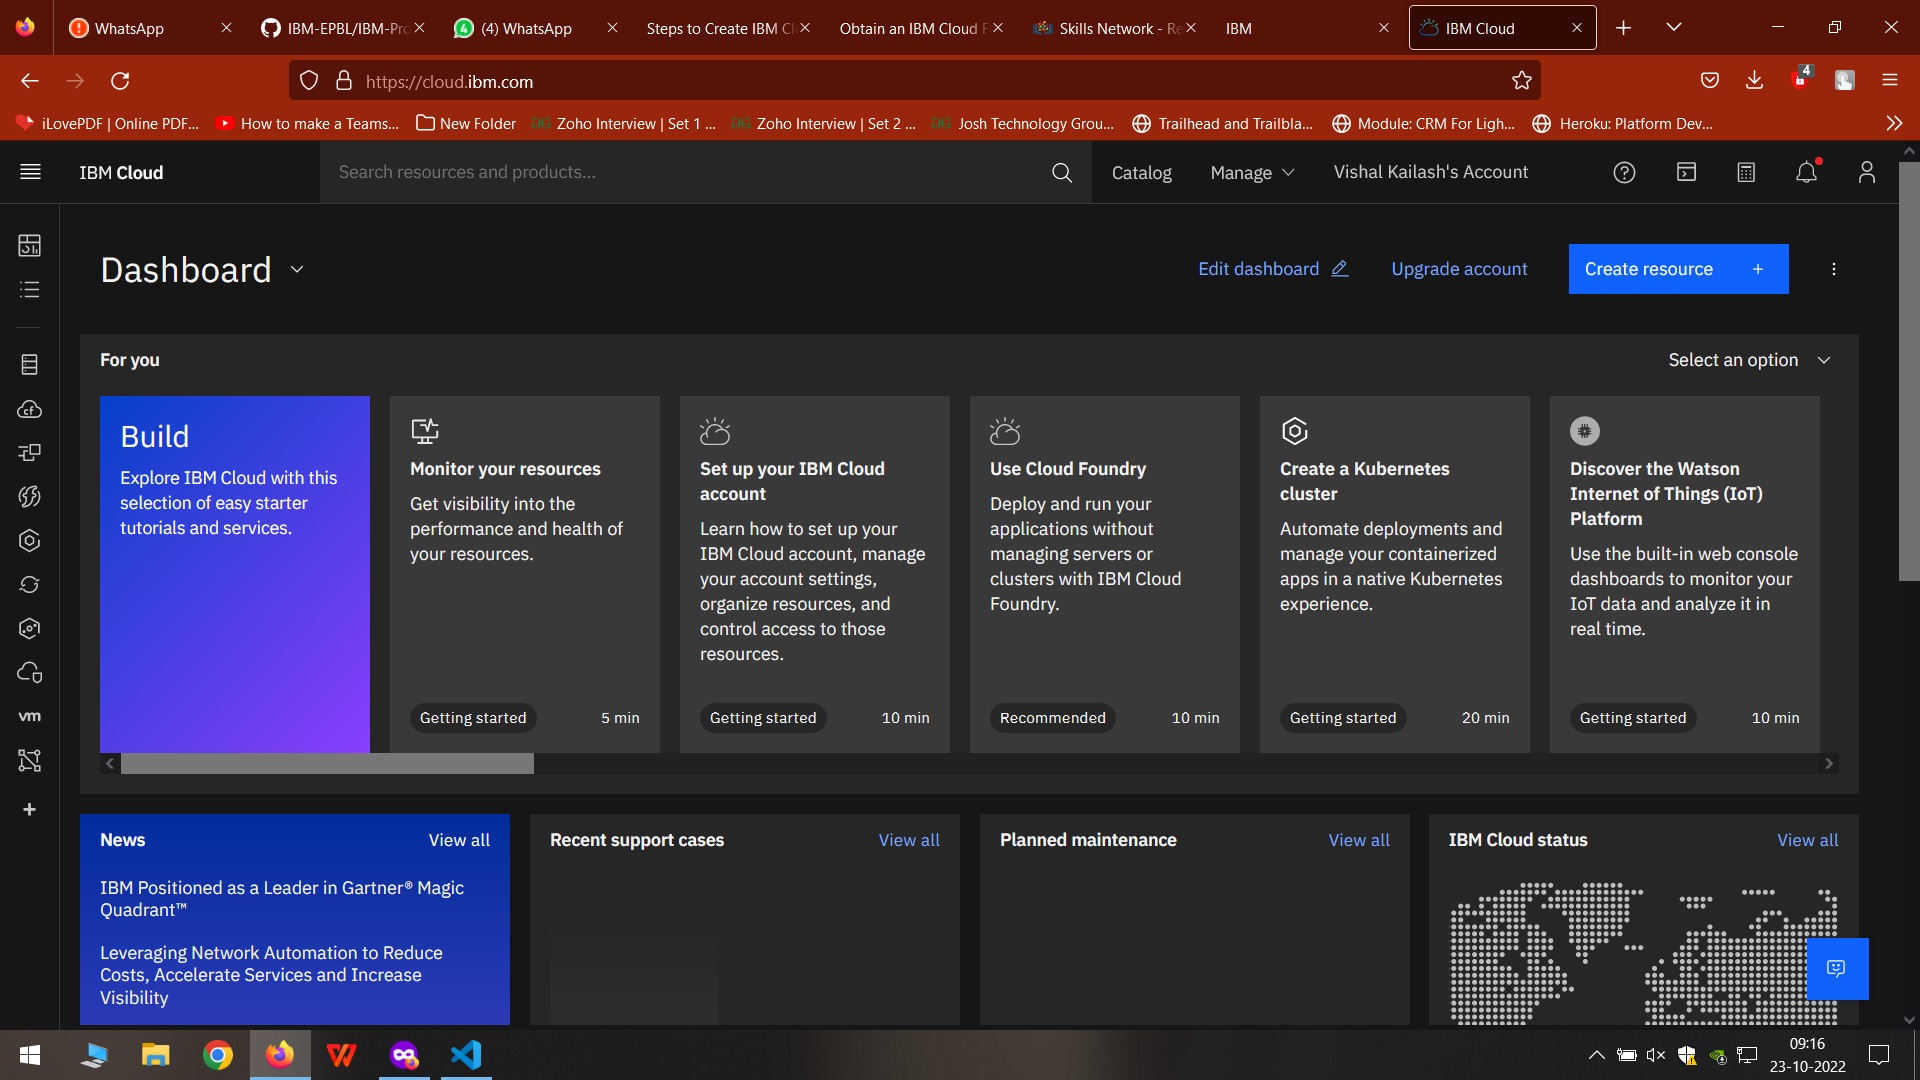 WhatsApp
IBM-EPBL/IBM-Pro
(4) WhatsApp
Steps to Create IBM Cl
Obtain an IBM Cloud F
Skills Network - Re
IBM
IBM Cloud
https://cloud.ibm.com
4
iLovePDF | Online PDF...
How to make a Teams...
New Folder
Zoho Interview | Set 1 ...
Zoho Interview | Set 2 ...
Josh Technology Grou...
Trailhead and Trailbla...
Module: CRM For Ligh...
Heroku: Platform Dev...
IBM Cloud
Search resources and products...
Catalog
Manage
Vishal Kailash's Account
Dashboard
Edit dashboard
Upgrade account
Create resource +
For you
Select an option
Build
Explore IBM Cloud with this
selection of easy starter
tutorials and services.
Monitor your resources
Get visibility into the
performance and health of
your resources.
Getting started
5 min
Set up your IBM Cloud
account
Learn how to set up your
IBM Cloud account, manage
your account settings,
organize resources, and
control access to those
resources.
Getting started
10 min
Use Cloud Foundry
Deploy and run your
applications without
managing servers or
clusters with IBM Cloud
Foundry.
Recommended
10 min
Create a Kubernetes
cluster
Automate deployments and
manage your containerized
apps in a native Kubernetes
experience.
Getting started
20 min
Discover the Watson
Internet of Things (IoT)
Platform
Use the built-in web console
dashboards to monitor your
IoT data and analyze it in
real time.
Getting started
10 min
cf
vm
News
View all
IBM Positioned as a Leader in Gartner® Magic
Quadrant™
Leveraging Network Automation to Reduce
Costs, Accelerate Services and Increase
Visibility
Recent support cases
View all
Planned maintenance
View all
IBM Cloud status
View all
09:16
23-10-2022